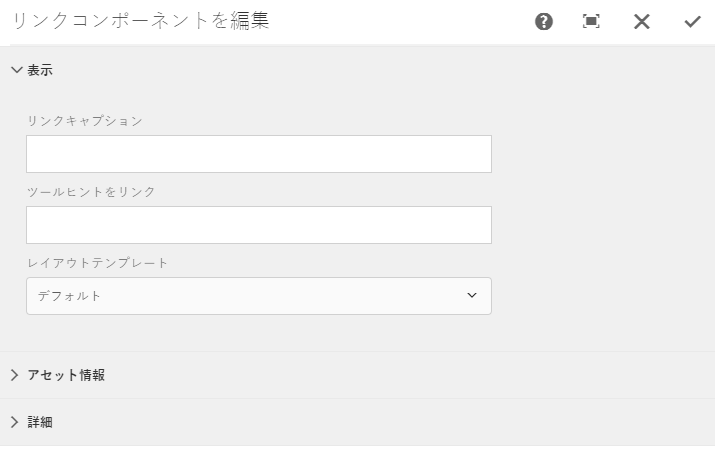 リンクコンポーネントを編集
表示
リンクキャプション
ツールヒントをリンク
レイアウトテンプレート
デフォルト
アセット情報
詳細